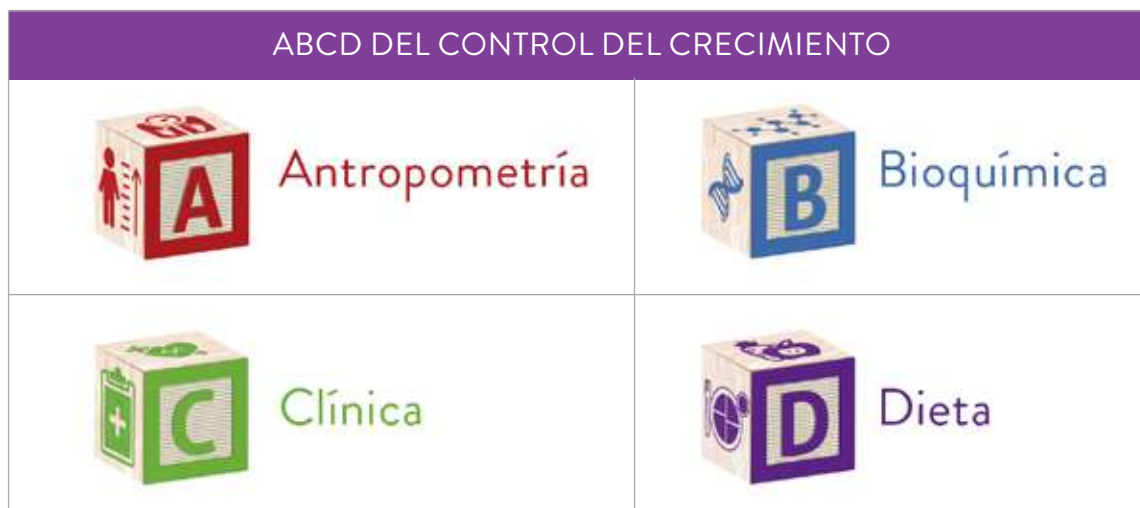 ABCD DEL CONTROL DEL CRECIMIENTO
A Antropometría
B Bioquímica
C Clínica
D Dieta